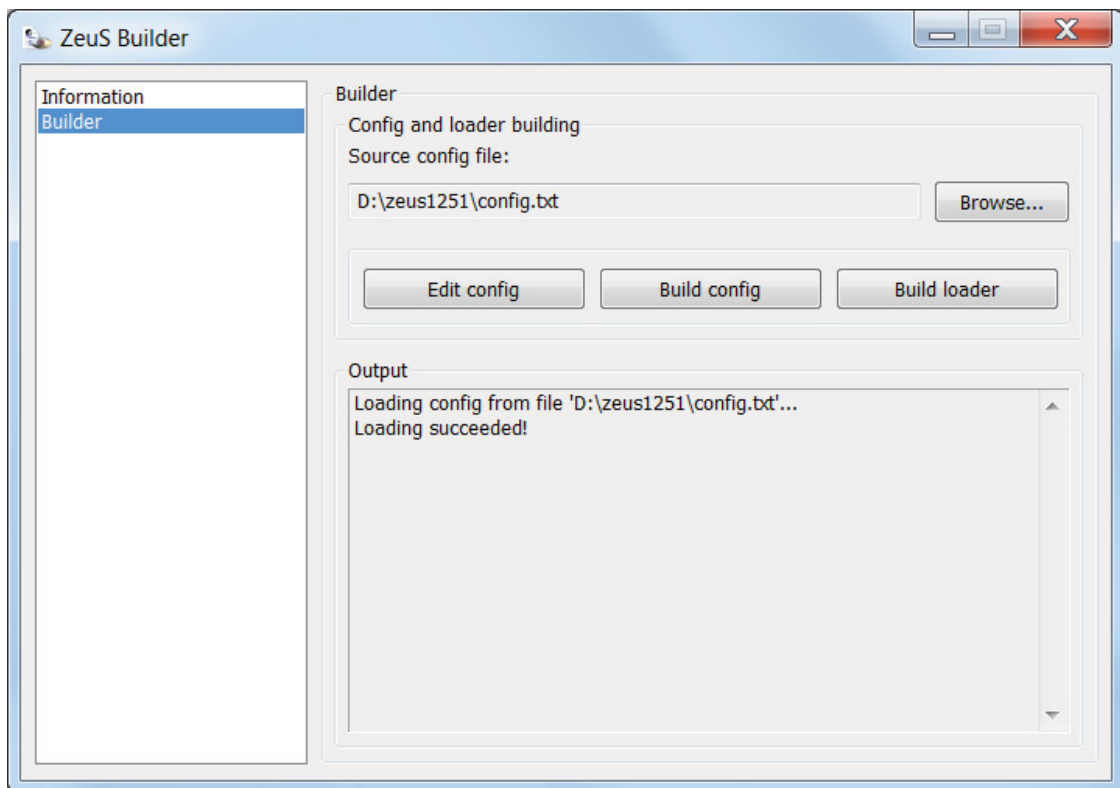 ZeuS Builder
Information
Builder
Builder
Config and loader building
Source config file:
D:\zeus1251\config.txt
Browse...
Edit config
Build config
Build loader
Output
Loading config from file 'D:\zeus1251\config.txt'...
Loading succeeded!